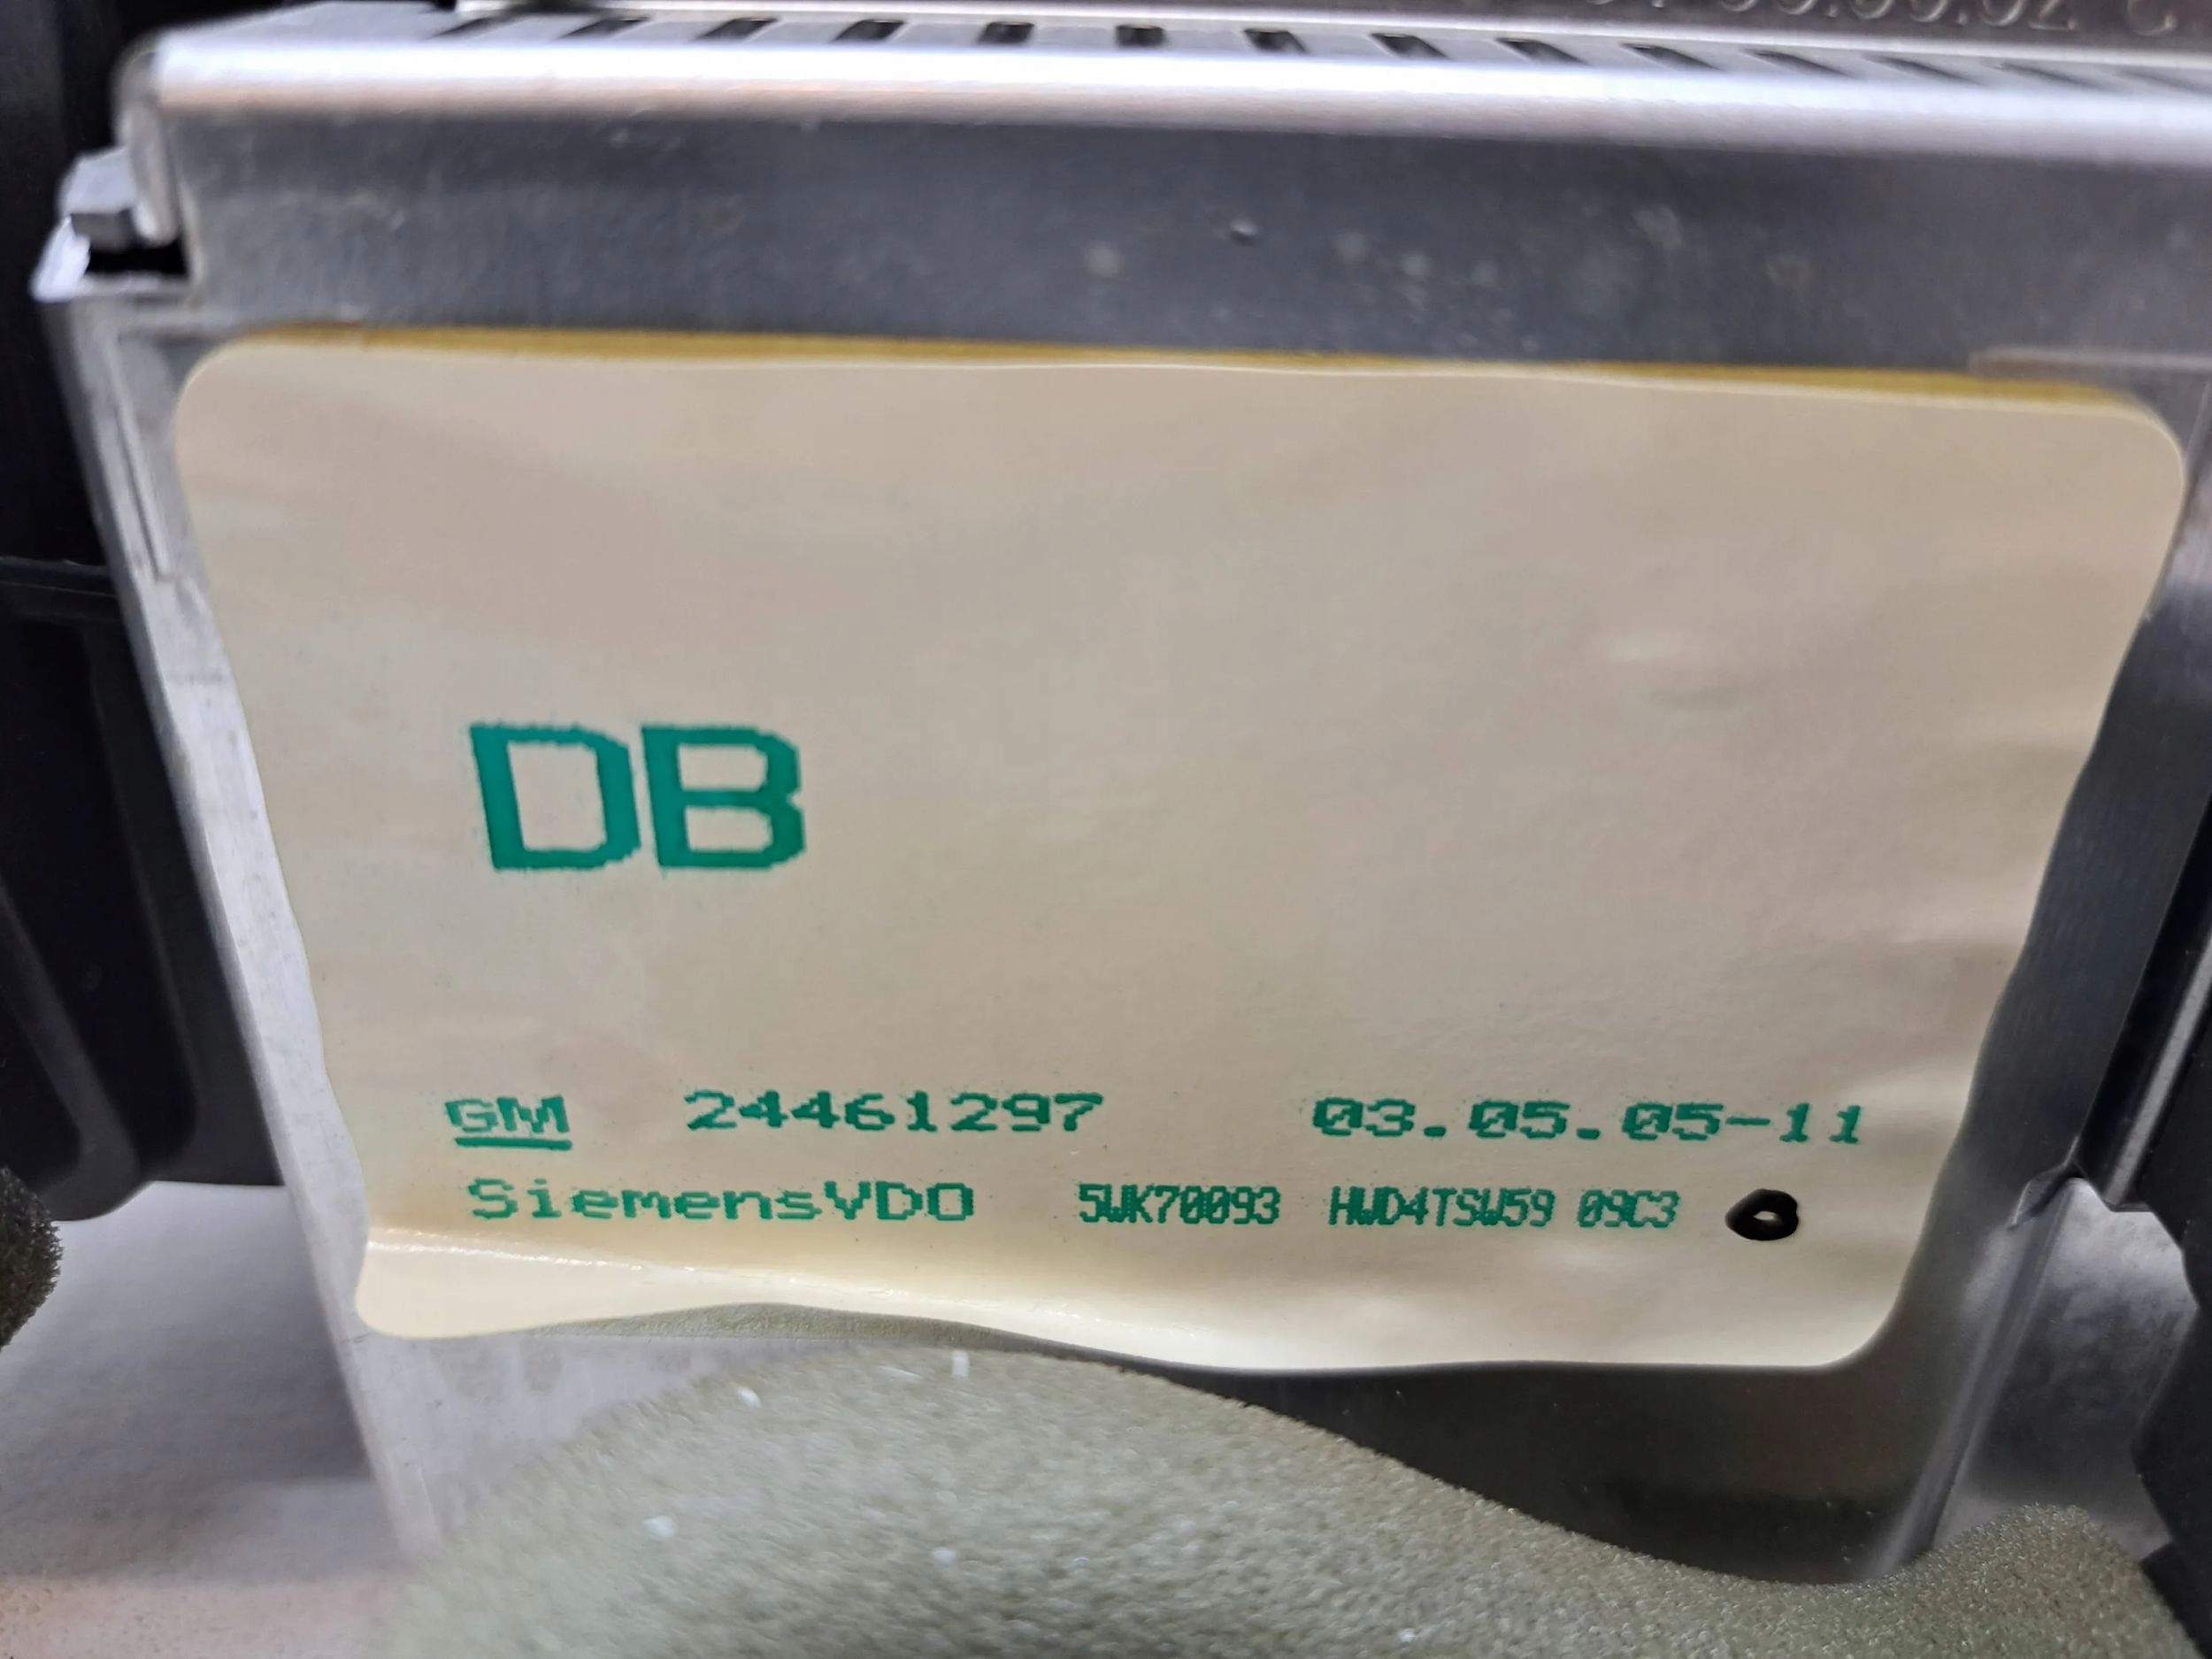 DB
GM 24461297 03.05.05-11
SiemensVDO 5WK70093 HWD4TSW59 09C3